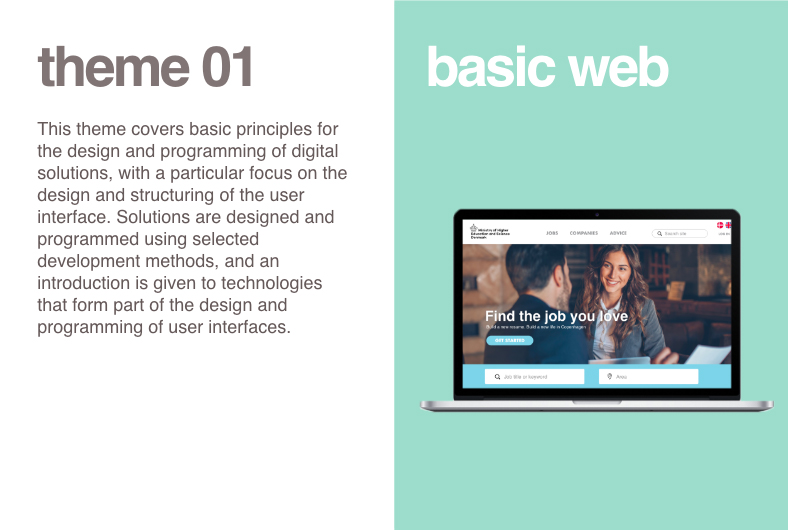 theme 01
This theme covers basic principles for
the design and programming of digital
solutions, with a particular focus on the
design and structuring of the user
interface. Solutions are designed and
programmed using selected
development methods, and an
introduction is given to technologies
that form part of the design and
programming of user interfaces.
basic web
Ministry of Higher
Education and Science
Denmark
JOBS COMPANIES ADVICE
Search site
Find the job you love
Build a new resume. Build a new life in Copenhagen
GET STARTED
Job title or keyword
Area